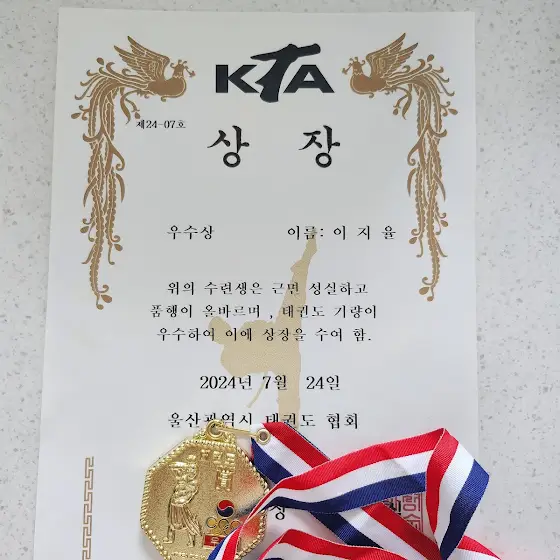 KTA
제24-07호
상 장
우수상 이름: 이 지 율
위의 수련생은 근면 성실하고
품행이 올바르며 , 태권도 기량이
우수하여 이에 상장을 수여 함.
2024년 7월 24일
울산광역시 태권도 협회
장